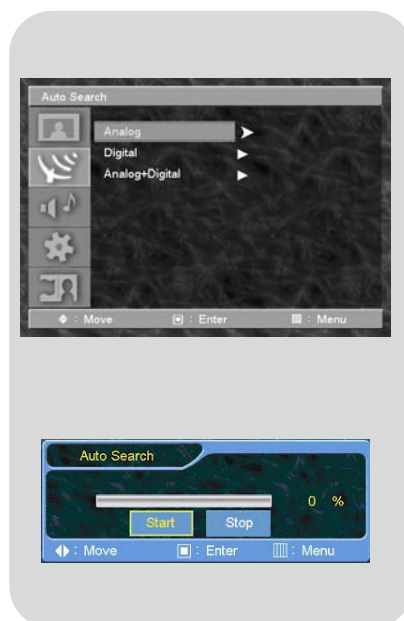 Auto Search
Analog
Digital
Analog+Digital
: Move : Enter : Menu
Auto Search
0 %
Start Stop
: Move : Enter : Menu